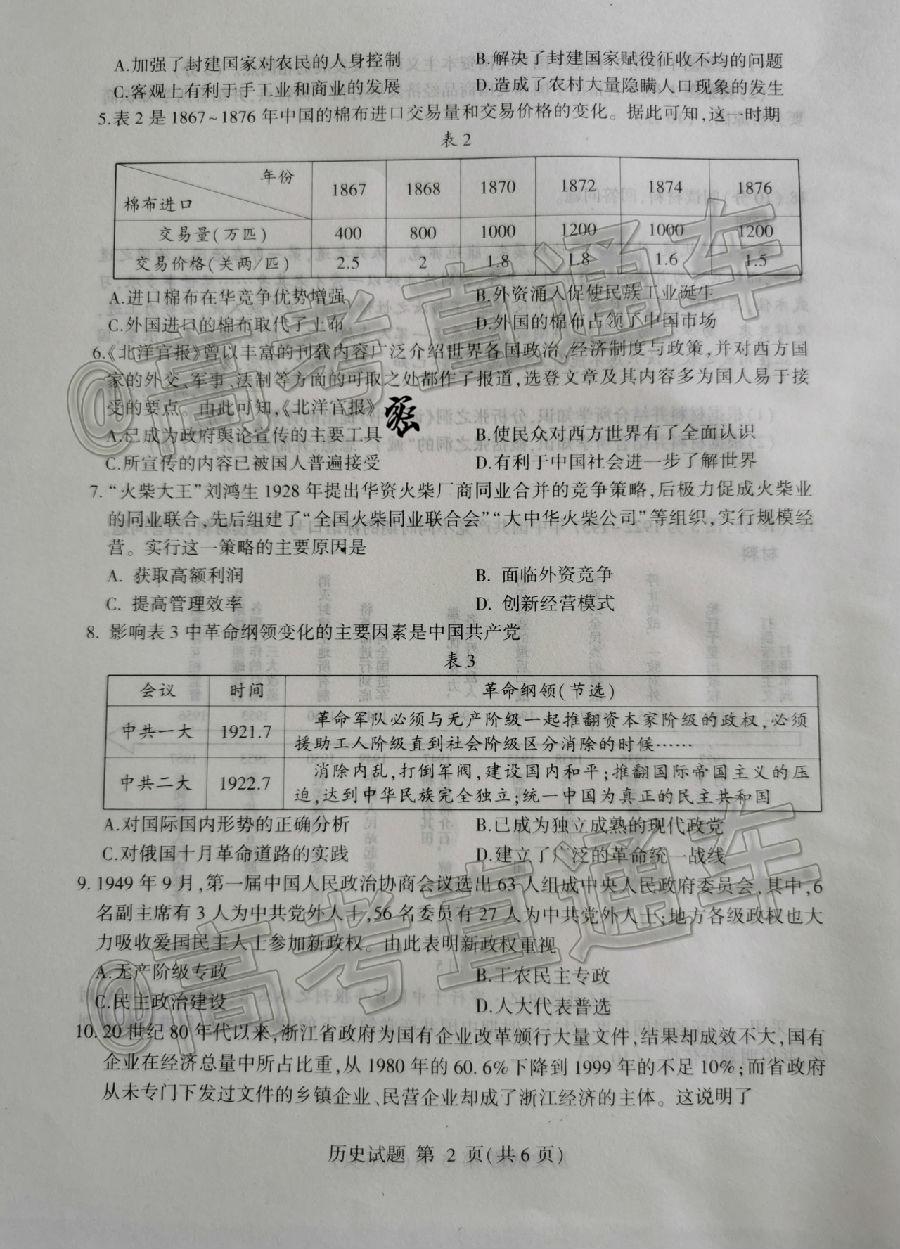 A.加强了封建国家对农民的人身控制 B.解决了封建国家赋役征收不均的问题
C.客观上有利于手工业和商业的发展 D.造成了农村大量隐瞒人口现象的发生
5.表2是1867~1876年中国的棉布进口交易量和交易价格的变化。据此可知,这一时期
表2
年份 棉布进口 1867 1868 1870 1872 1874 1876
交易量(万匹) 400 800 1000 1200 1000 1200
交易价格(关两/匹) 2.5 2 1.8 1.8 1.6 1.5
A.进口棉布在华竞争优势增强 B.外资涌入促使民族工业诞生
C.外国进口的棉布取代了土布 D.外国的棉布占领了中国市场
6.《北洋官报》曾以丰富的刊载内容广泛介绍世界各国政治、经济制度与政策,并对西方国
家的外交、军事、法制等方面的可取之处都作了报道,选登文章及其内容多为国人易于接
受的要点。由此可知,《北洋官报》
密
A.已成为政府舆论宣传的主要工具 B.使民众对西方世界有了全面认识
C.所宣传的内容已被国人普遍接受 D.有利于中国社会进一步了解世界
7.“火柴大王”刘鸿生1928年提出华资火柴厂商同业合并的竞争策略,后极力促成火柴业
的同业联合,先后组建了“全国火柴同业联合会”“大中华火柴公司”等组织,实行规模经
营。实行这一策略的主要原因是
A. 获取高额利润 B. 面临外资竞争
C. 提高管理效率 D. 创新经营模式
8. 影响表3中革命纲领变化的主要因素是中国共产党
表3
会议 时间 革命纲领(节选)
中共一大 1921.7 革命军队必须与无产阶级一起推翻资本家阶级的政权,必须
援助工人阶级直到社会阶级区分消除的时候……
中共二大 1922.7 消除内乱,打倒军阀,建设国内和平;推翻国际帝国主义的压
迫,达到中华民族完全独立;统一中国为真正的民主共和国
A.对国际国内形势的正确分析 B.已成为独立成熟的现代政党
C.对俄国十月革命道路的实践 D.建立了广泛的革命统一战线
9.1949年9月,第一届中国人民政治协商会议选出63人组成中央人民政府委员会,其中,6
名副主席有3人为中共党外人士,56名委员有27人为中共党外人士;地方各级政权也大
力吸收爱国民主人士参加新政权。由此表明新政权重视
A.无产阶级专政 B.工农民主专政
C.民主政治建设 D.人大代表普选
10.20世纪80年代以来,浙江省政府为国有企业改革颁行大量文件,结果却成效不大,国有
企业在经济总量中所占比重,从1980年的60.6%下降到1999年的不足10%;而省政府
从未专门下发过文件的乡镇企业、民营企业却成了浙江经济的主体。这说明了
历史试题 第 2 页(共6页)
@高考直通车
@高考直通车